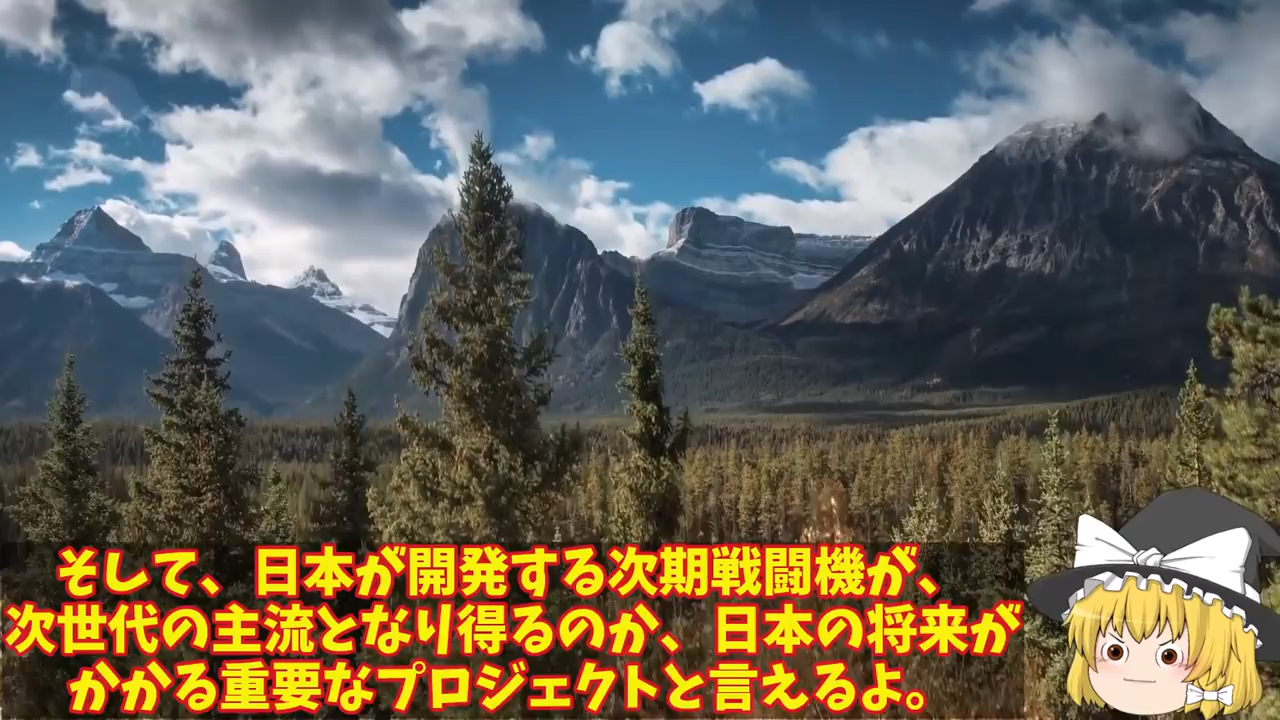 そして、日本が開発する次期戦闘機が、
次世代の主流となり得るのか、日本の将来が
かかる重要なプロジェクトと言えるよ。